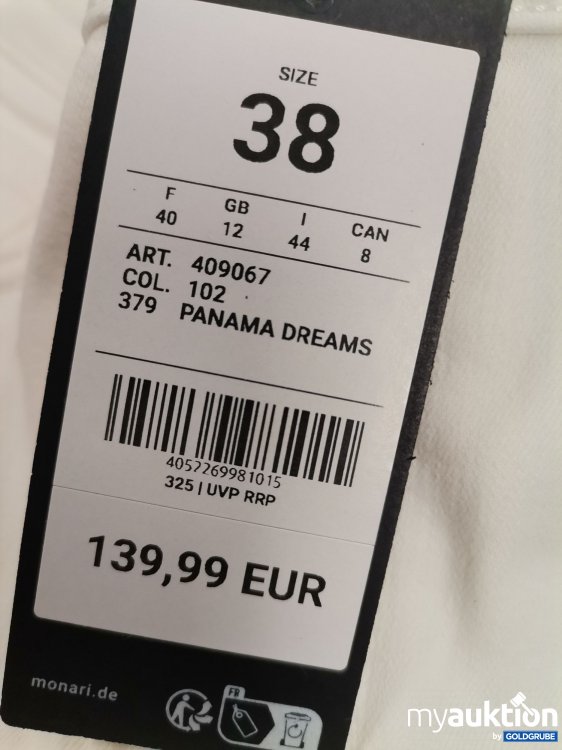 SIZE
38
F GB I CAN
40 12 44 8
ART. 409067
COL. 102
379 PANAMA DREAMS
4052269981015
325 | UVP RRP
139,99 EUR
monari.de
FR
myauktion
by GOLDGRUBE